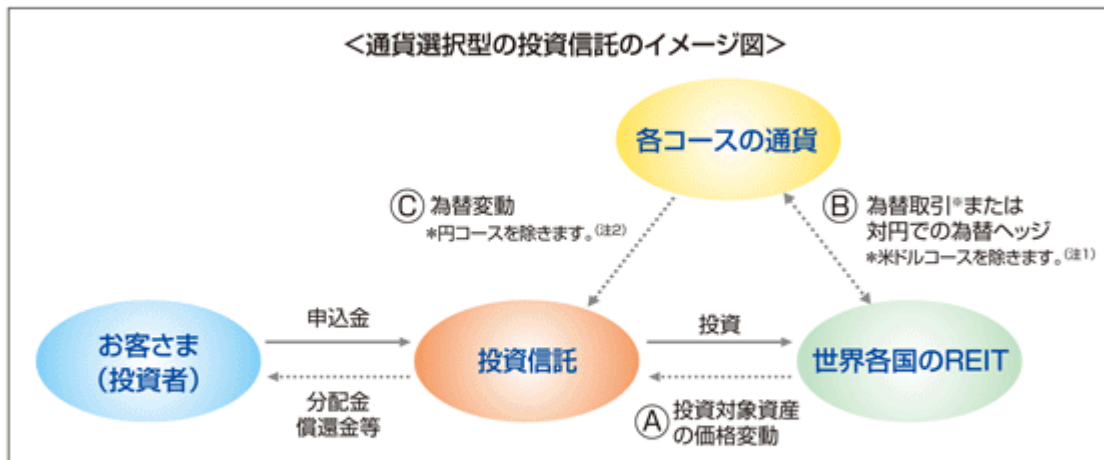 ＜通貨選択型の投資信託のイメージ図＞
各コースの通貨
Ⓒ 為替変動
*円コースを除きます。(注2)
Ⓑ 為替取引※または
対円での為替ヘッジ
*米ドルコースを除きます。(注1)
お客さま
（投資者）
申込金
分配金
償還金等
投資信託
投資
Ⓐ 投資対象資産
の価格変動
世界各国のREIT